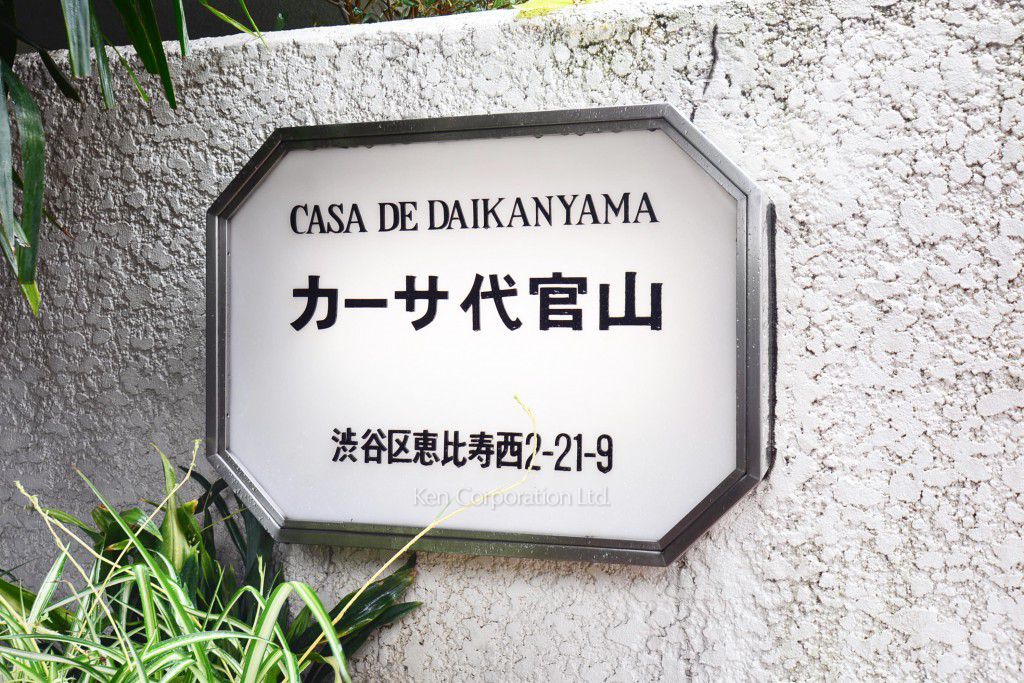 CASA DE DAIKANYAMA
カーサ代官山
渋谷区恵比寿西2-21-9
Ken Corporation Ltd.